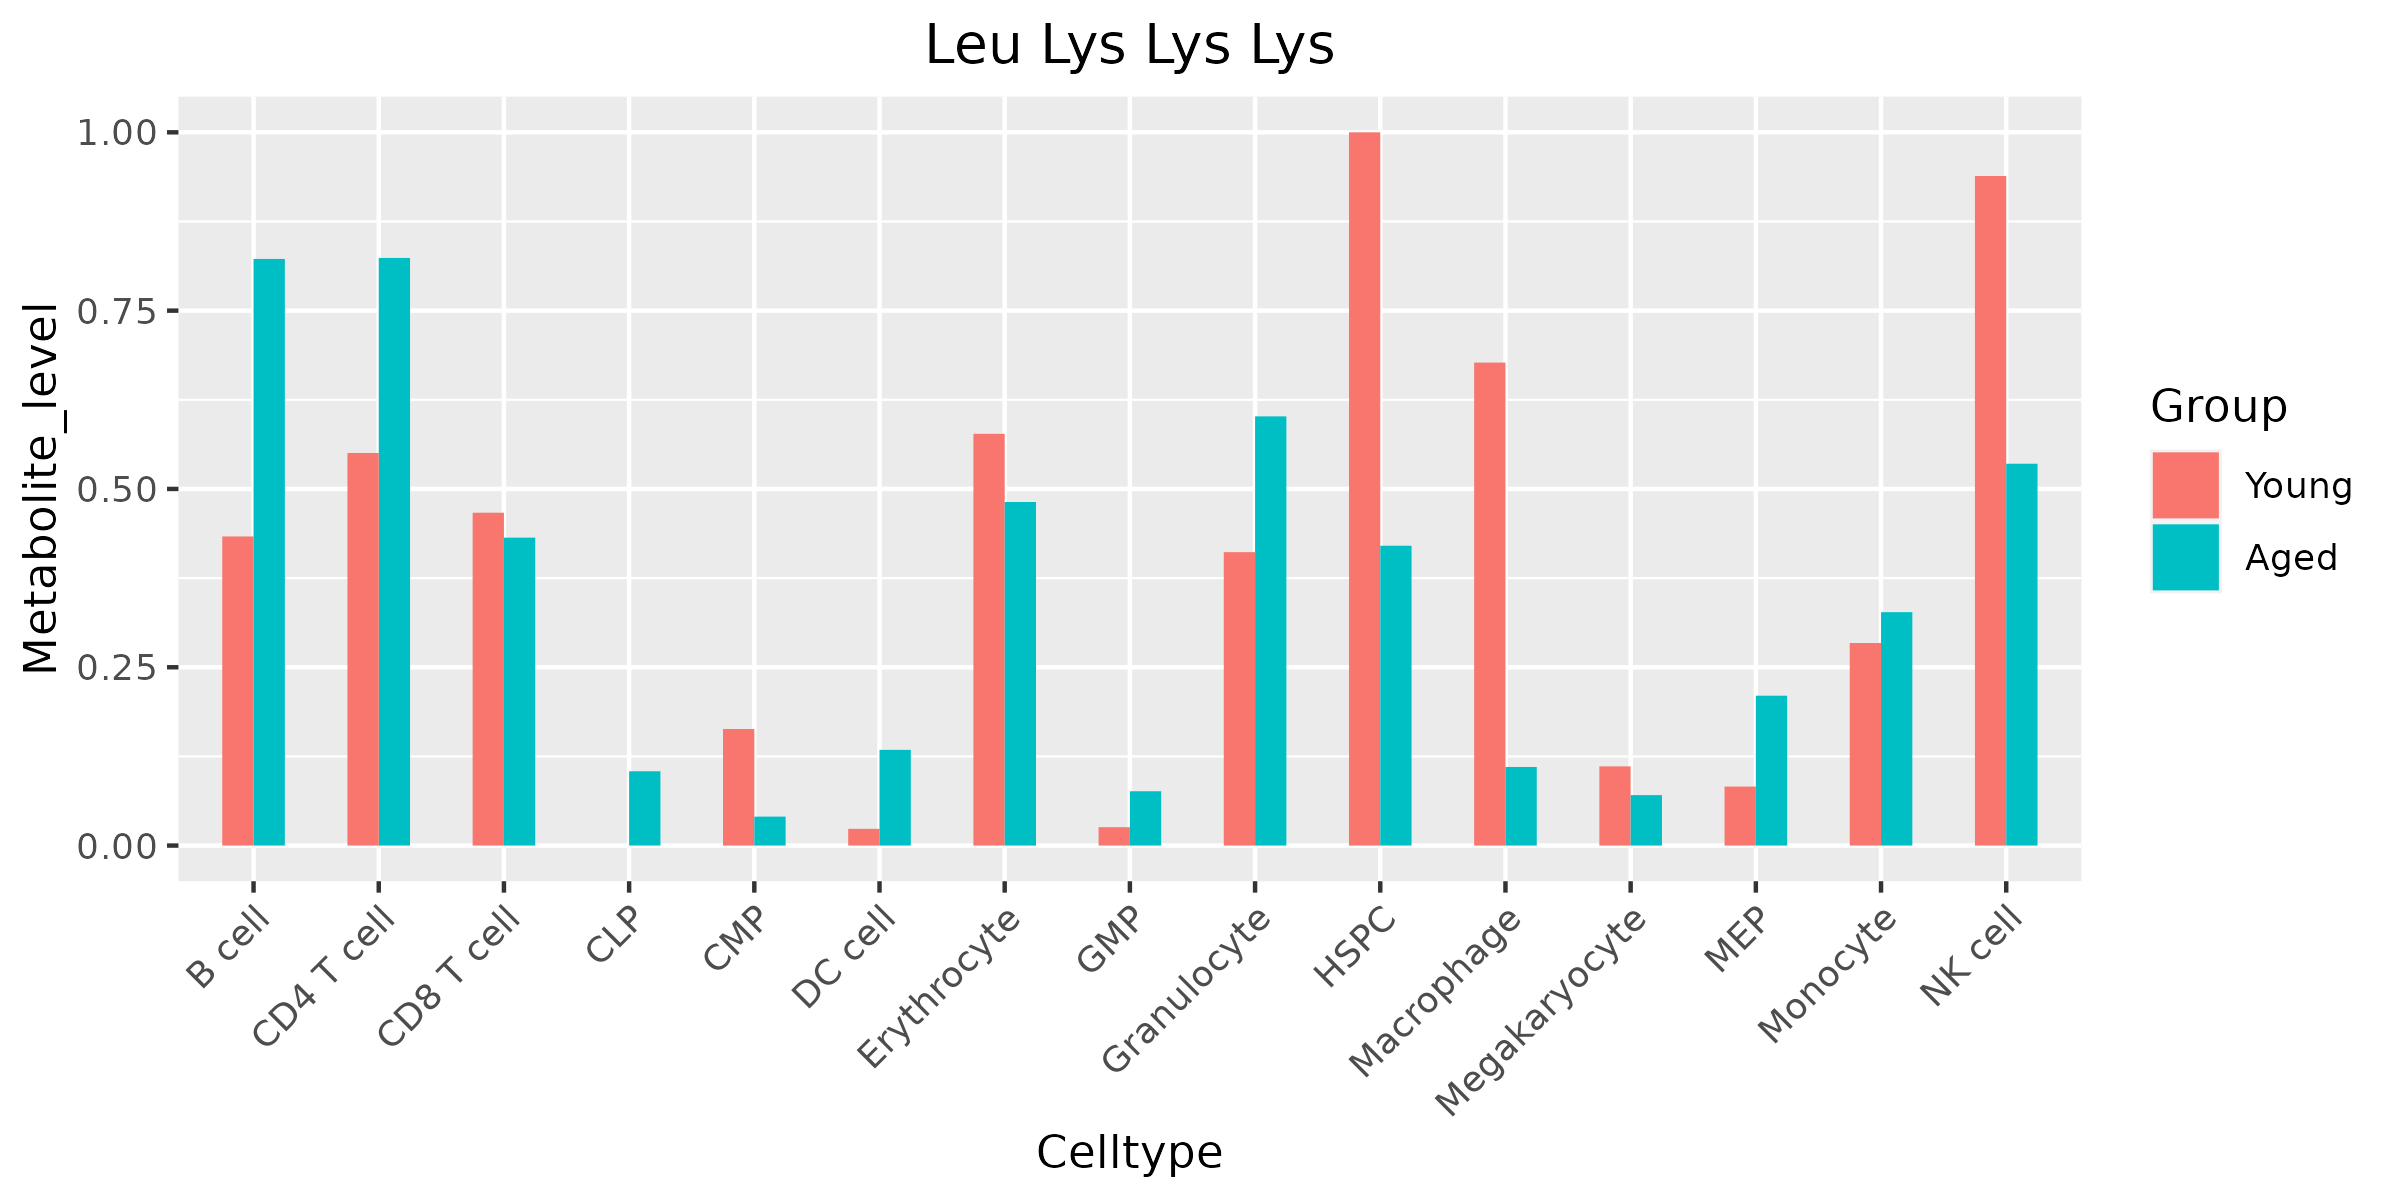 Leu Lys Lys Lys
Metabolite_level
1.00
0.75
0.50
0.25
0.00
B cell
CD4 T cell
CD8 T cell
CLP
CMP
DC cell
Erythrocyte
GMP
Granulocyte
HSPC
Macrophage
Megakaryocyte
MEP
Monocyte
NK cell
Celltype
Group
Young
Aged